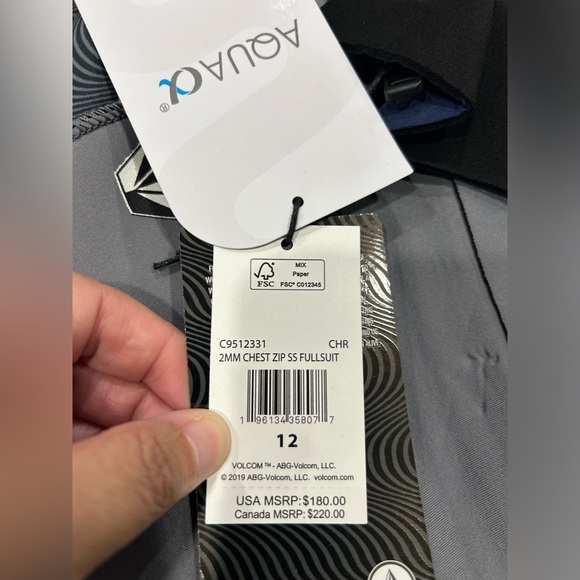 AQUAα®
MIX
Paper
FSC® C012345
FSC
C9512331 CHR
2MM CHEST ZIP SS FULLSUIT
1 96134 35807 7
12
VOLCOM™ - ABG-Volcom, LLC.
© 2019 ABG-Volcom, LLC. volcom.com
USA MSRP: $180.00
Canada MSRP: $220.00